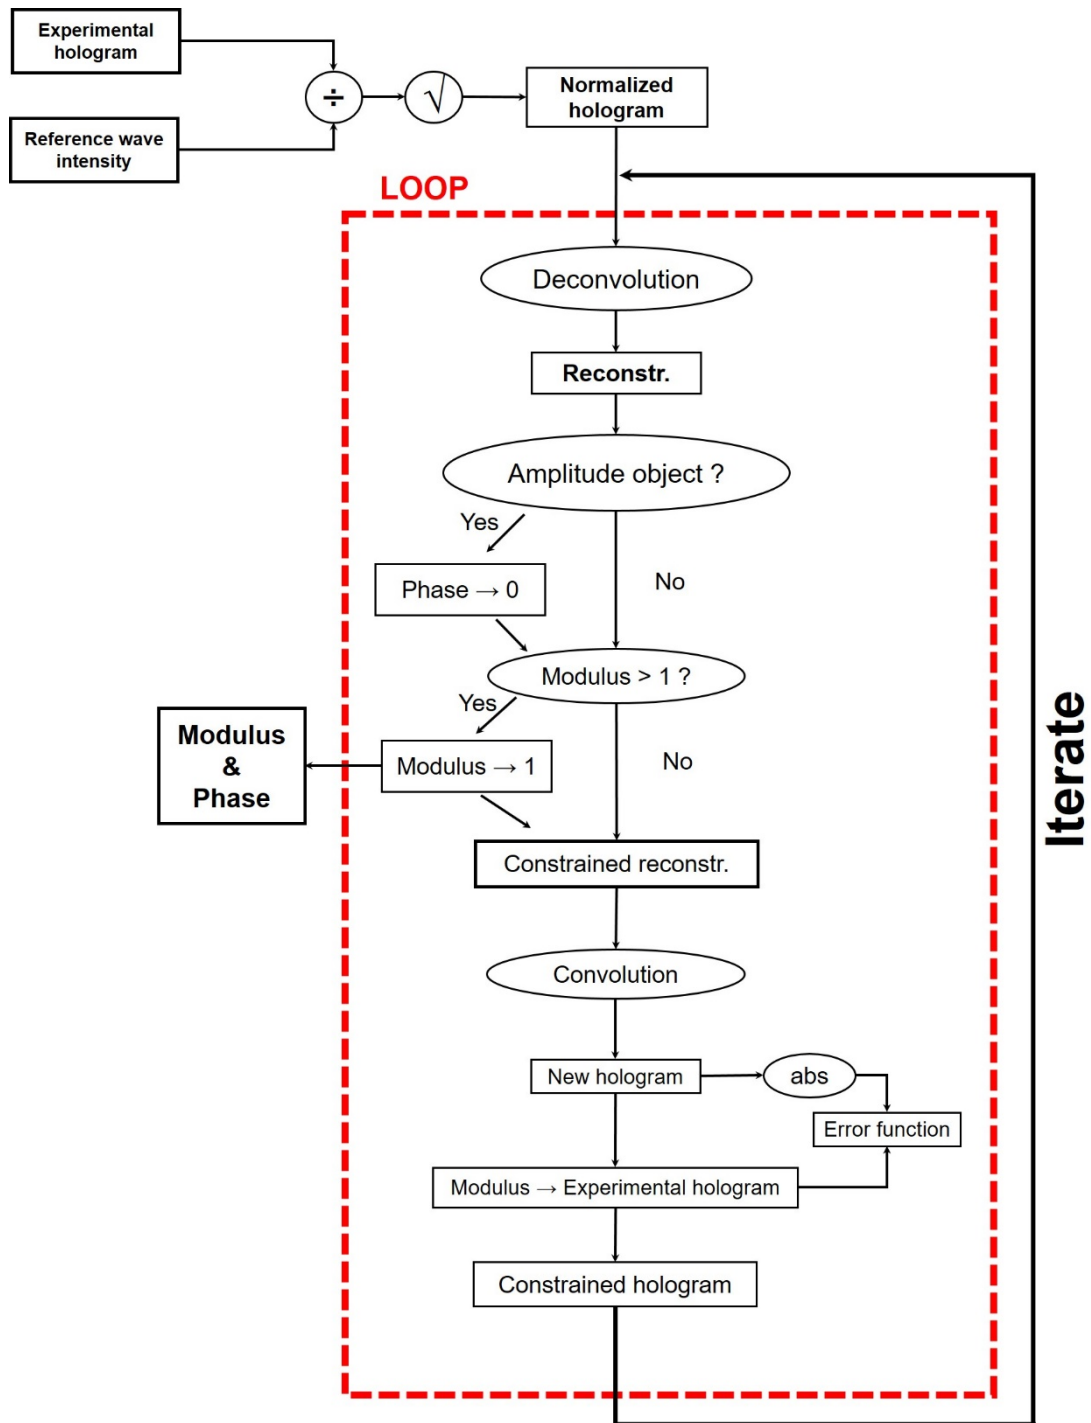 Experimental
hologram
÷
√
Normalized
hologram
Reference wave
intensity
LOOP
Deconvolution
Reconstr.
Amplitude object ?
Yes
Phase → 0
No
Modulus > 1 ?
Yes
Modulus → 1
No
Modulus
&
Phase
Iterate
Constrained reconstr.
Convolution
New hologram
abs
Error function
Modulus → Experimental hologram
Constrained hologram